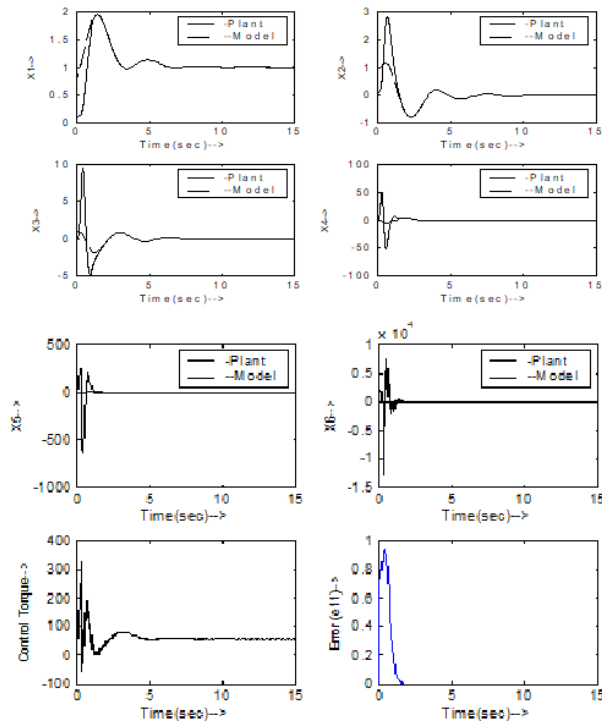 2
1.5
1
0.5
0
X1-->
-Plant
--Model
0
5
10
15
Time(sec)-->
3
2
1
0
-1
X2-->
-Plant
--Model
0
5
10
15
Time(sec)-->
10
5
0
-5
X3-->
-Plant
--Model
0
5
10
15
Time(sec)-->
100
50
0
-50
-100
X4-->
-Plant
--Model
0
5
10
15
Time(sec)-->
500
0
-500
-1000
X5-->
-Plant
--Model
0
5
10
15
Time(sec)-->
x 10^4
1
0.5
0
-0.5
-1
-1.5
X6-->
-Plant
--Model
0
5
10
15
Time(sec)-->
400
300
200
100
0
-100
Control Torque-->
0
5
10
15
Time(sec)-->
1
0.8
0.6
0.4
0.2
0
Error (e11)-->
0
5
10
15
Time(sec)-->